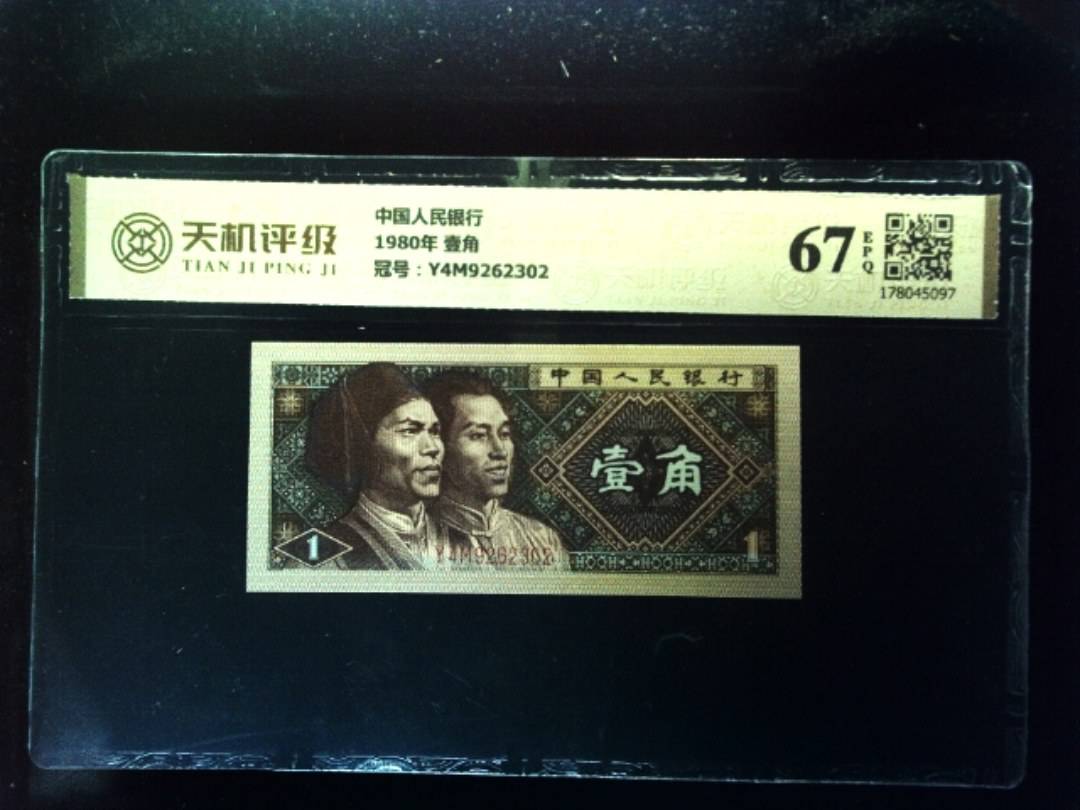 天机评级
TIAN JI PING JI
中国人民银行
1980年 壹角
冠号：Y4M9262302
67
EPQ
178045097
中国人民银行
壹角
1
Y4M9262302
1